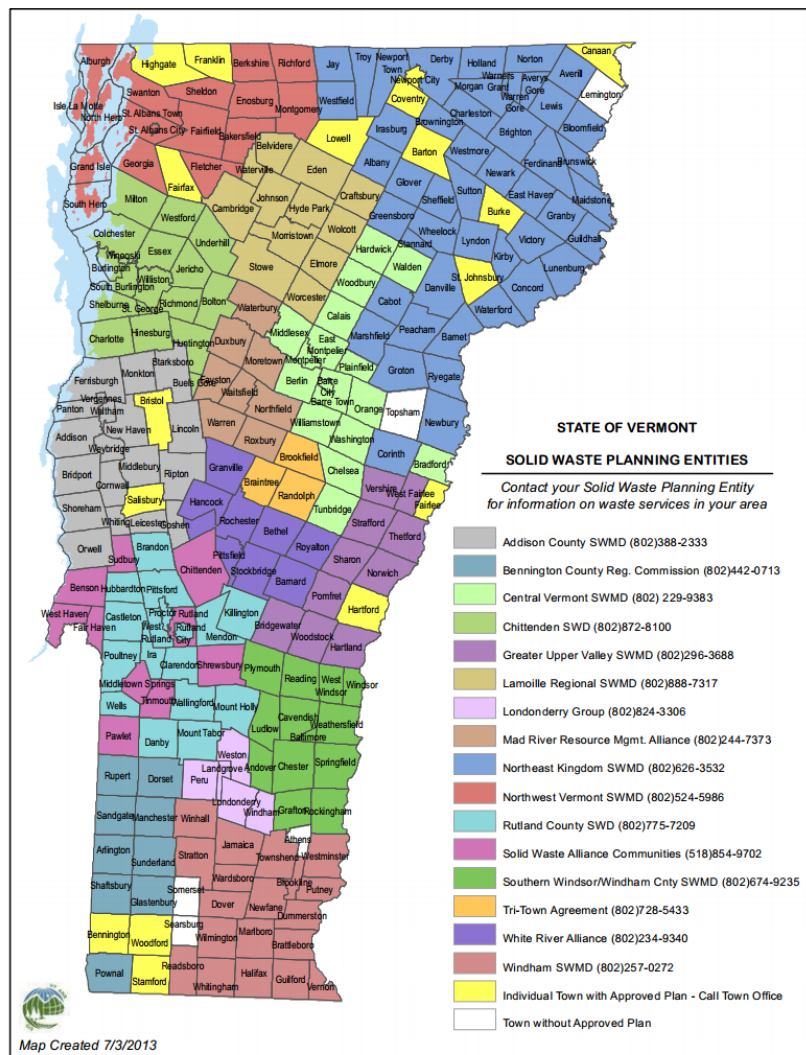 Alburgh
Highgate
Franklin
Berkshire
Richford
Jay
Troy
Newport
Town
Derby
Holland
Norton
Canaan
Isle La Motte
North Hero
Swanton
Sheldon
Enosburg
Montgomery
Westfield
Newport City
Coventry
Morgan
Warners
Grant
Averys
Gore
Warren
Gore
Averill
Lewis
Lemington
St. Albans Town
St. Albans City
Fairfield
Bakersfield
Lowell
Irasburg
Brownington
Charleston
Brighton
Bloomfield
Grand Isle
Georgia
Fairfax
Fletcher
Waterville
Belvidere
Eden
Albany
Barton
Westmore
Newark
Ferdinand
Brunswick
Maidstone
South Hero
Milton
Westford
Cambridge
Johnson
Hyde Park
Craftsbury
Glover
Sheffield
Sutton
East Haven
Granby
Guildhall
Colchester
Essex
Underhill
Morristown
Wolcott
Greensboro
Wheelock
Burke
Lyndon
Kirby
Victory
Lunenburg
Winooski
Burlington
South Burlington
Williston
Jericho
Stowe
Elmore
Hardwick
Stannard
Walden
Danville
St. Johnsbury
Concord
Waterford
Shelburne
St. George
Richmond
Bolton
Waterbury
Worcester
Woodbury
Calais
Cabot
Peacham
Barnet
Charlotte
Hinesburg
Huntington
Duxbury
Middlesex
East
Montpelier
Montpelier
Marshfield
Plainfield
Groton
Ryegate
Ferrisburgh
Monkton
Starksboro
Buels Gore
Fayston
Moretown
Waitsfield
Berlin
Barre
City
Barre Town
Orange
Topsham
Newbury
Panton
Vergennes
Waltham
Bristol
New Haven
Lincoln
Warren
Northfield
Roxbury
Williamstown
Washington
Corinth
Bradford
Addison
Weybridge
Middlebury
Ripton
Granville
Brookfield
Braintree
Randolph
Chelsea
Tunbridge
Vershire
West Fairlee
Fairlee
Bridport
Cornwall
Salisbury
Hancock
Rochester
Bethel
Royalton
Strafford
Thetford
Shoreham
Whiting
Leicester
Goshen
Orwell
Sudbury
Brandon
Chittenden
Pittsfield
Stockbridge
Barnard
Sharon
Norwich
Benson
Hubbardton
Pittsford
Pomfret
Hartford
West Haven
Fair Haven
Castleton
Proctor
West
Rutland
Rutland
Rutland
City
Mendon
Killington
Bridgewater
Woodstock
Hartland
Poultney
Ira
Clarendon
Shrewsbury
Plymouth
Reading
West
Windsor
Windsor
Middletown Springs
Tinmouth
Wallingford
Mount Holly
Ludlow
Cavendish
Baltimore
Weathersfield
Wells
Pawlet
Danby
Mount Tabor
Weston
Landgrove
Andover
Chester
Springfield
Rupert
Dorset
Peru
Londonderry
Windham
Grafton
Rockingham
Sandgate
Manchester
Winhall
Jamaica
Athens
Townshend
Westminster
Arlington
Sunderland
Stratton
Wardsboro
Brookline
Putney
Shaftsbury
Glastenbury
Somerset
Dover
Newfane
Dummerston
Bennington
Woodford
Searsburg
Wilmington
Marlboro
Brattleboro
Pownal
Stamford
Readsboro
Whitingham
Halifax
Guilford
Vernon
STATE OF VERMONT
SOLID WASTE PLANNING ENTITIES
Contact your Solid Waste Planning Entity
for information on waste services in your area
Addison County SWMD (802)388-2333
Bennington County Reg. Commission (802)442-0713
Central Vermont SWMD (802) 229-9383
Chittenden SWD (802)872-8100
Greater Upper Valley SWMD (802)296-3688
Lamoille Regional SWMD (802)888-7317
Londonderry Group (802)824-3306
Mad River Resource Mgmt. Alliance (802)244-7373
Northeast Kingdom SWMD (802)626-3532
Northwest Vermont SWMD (802)524-5986
Rutland County SWD (802)775-7209
Solid Waste Alliance Communities (518)854-9702
Southern Windsor/Windham Cnty SWMD (802)674-9235
Tri-Town Agreement (802)728-5433
White River Alliance (802)234-9340
Windham SWMD (802)257-0272
Individual Town with Approved Plan - Call Town Office
Town without Approved Plan
Map Created 7/3/2013